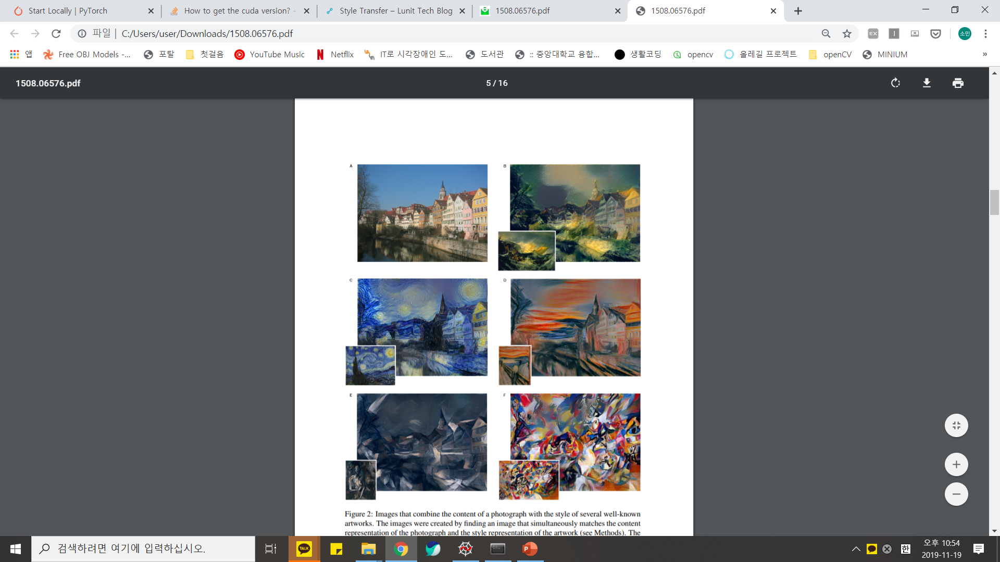 Start Locally | PyTorch
How to get the cuda version? -
Style Transfer – Lunit Tech Blog
1508.06576.pdf
1508.06576.pdf
파일 | C:/Users/user/Downloads/1508.06576.pdf
EX
소민
앱
Free OBJ Models -...
포탈
첫걸음
YouTube Music
Netflix
IT로 시각장애인 도...
도서관
:: 중앙대학교 융합...
생활코딩
opencv
올레길 프로젝트
openCV
MINIUM
»
1508.06576.pdf
5 / 16
A
B
C
D
E
F
Figure 2: Images that combine the content of a photograph with the style of several well-known
artworks. The images were created by finding an image that simultaneously matches the content
representation of the photograph and the style representation of the artwork (see Methods). The
검색하려면 여기에 입력하십시오.
TALK
한
오후 10:54
2019-11-19